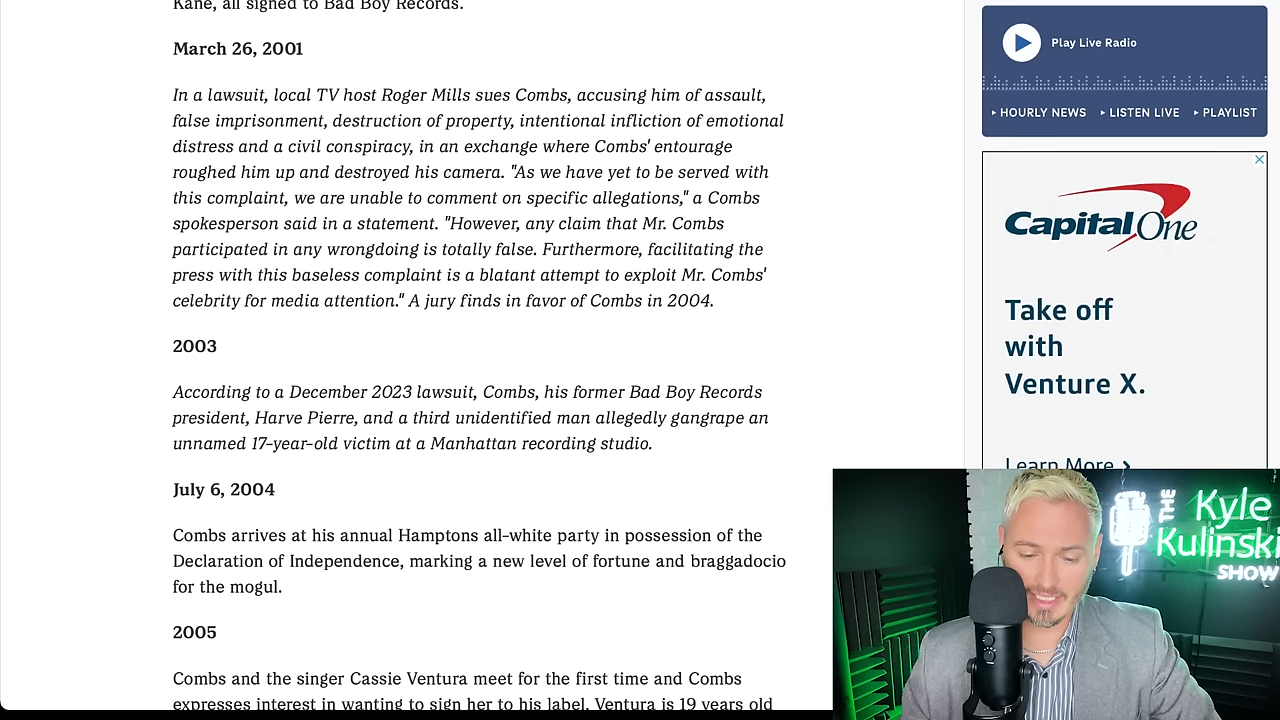 Kane, all signed to Bad Boy Records.
March 26, 2001
In a lawsuit, local TV host Roger Mills sues Combs, accusing him of assault,
false imprisonment, destruction of property, intentional infliction of emotional
distress and a civil conspiracy, in an exchange where Combs' entourage
roughed him up and destroyed his camera. "As we have yet to be served with
this complaint, we are unable to comment on specific allegations," a Combs
spokesperson said in a statement. "However, any claim that Mr. Combs
participated in any wrongdoing is totally false. Furthermore, facilitating the
press with this baseless complaint is a blatant attempt to exploit Mr. Combs'
celebrity for media attention." A jury finds in favor of Combs in 2004.
2003
According to a December 2023 lawsuit, Combs, his former Bad Boy Records
president, Harve Pierre, and a third unidentified man allegedly gangrape an
unnamed 17-year-old victim at a Manhattan recording studio.
July 6, 2004
Combs arrives at his annual Hamptons all-white party in possession of the
Declaration of Independence, marking a new level of fortune and braggadocio
for the mogul.
2005
Combs and the singer Cassie Ventura meet for the first time and Combs
expresses interest in wanting to sign her to his label. Ventura is 19 years old
Play Live Radio
HOURLY NEWS LISTEN LIVE PLAYLIST
Capital One
Take off
with
Venture X.
Learn More
THE
Kyle
Kulinski
SHOW